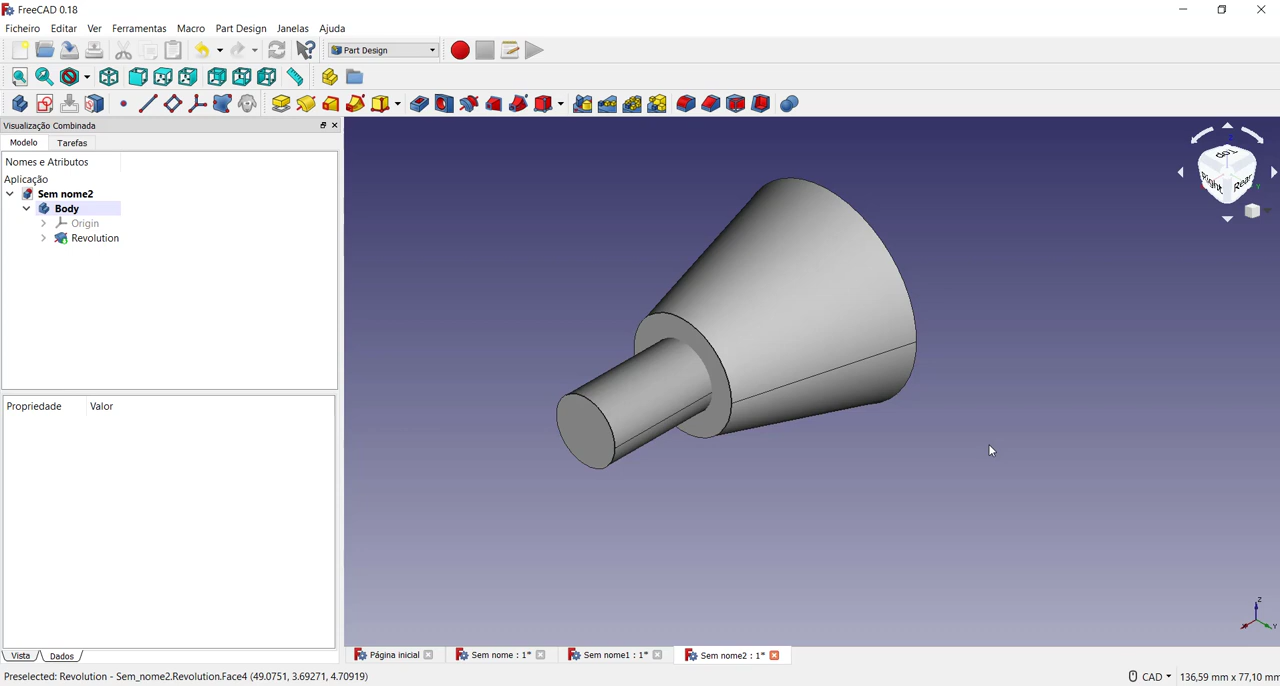 FreeCAD 0.18
Ficheiro Editar Ver Ferramentas Macro Part Design Janelas Ajuda
Part Design
Visualização Combinada
Modelo Tarefas
Nomes e Atributos
Aplicação
Sem nome2
Body
Origin
Revolution
Propriedade Valor
Top
Right Rear
Z
Y
Vista Dados
Página inicial Sem nome : 1* Sem nome1 : 1* Sem nome2 : 1*
Preselected: Revolution - Sem_nome2.Revolution.Face4 (49.0751, 3.69271, 4.70919) CAD 136,59 mm x 77,10 mm